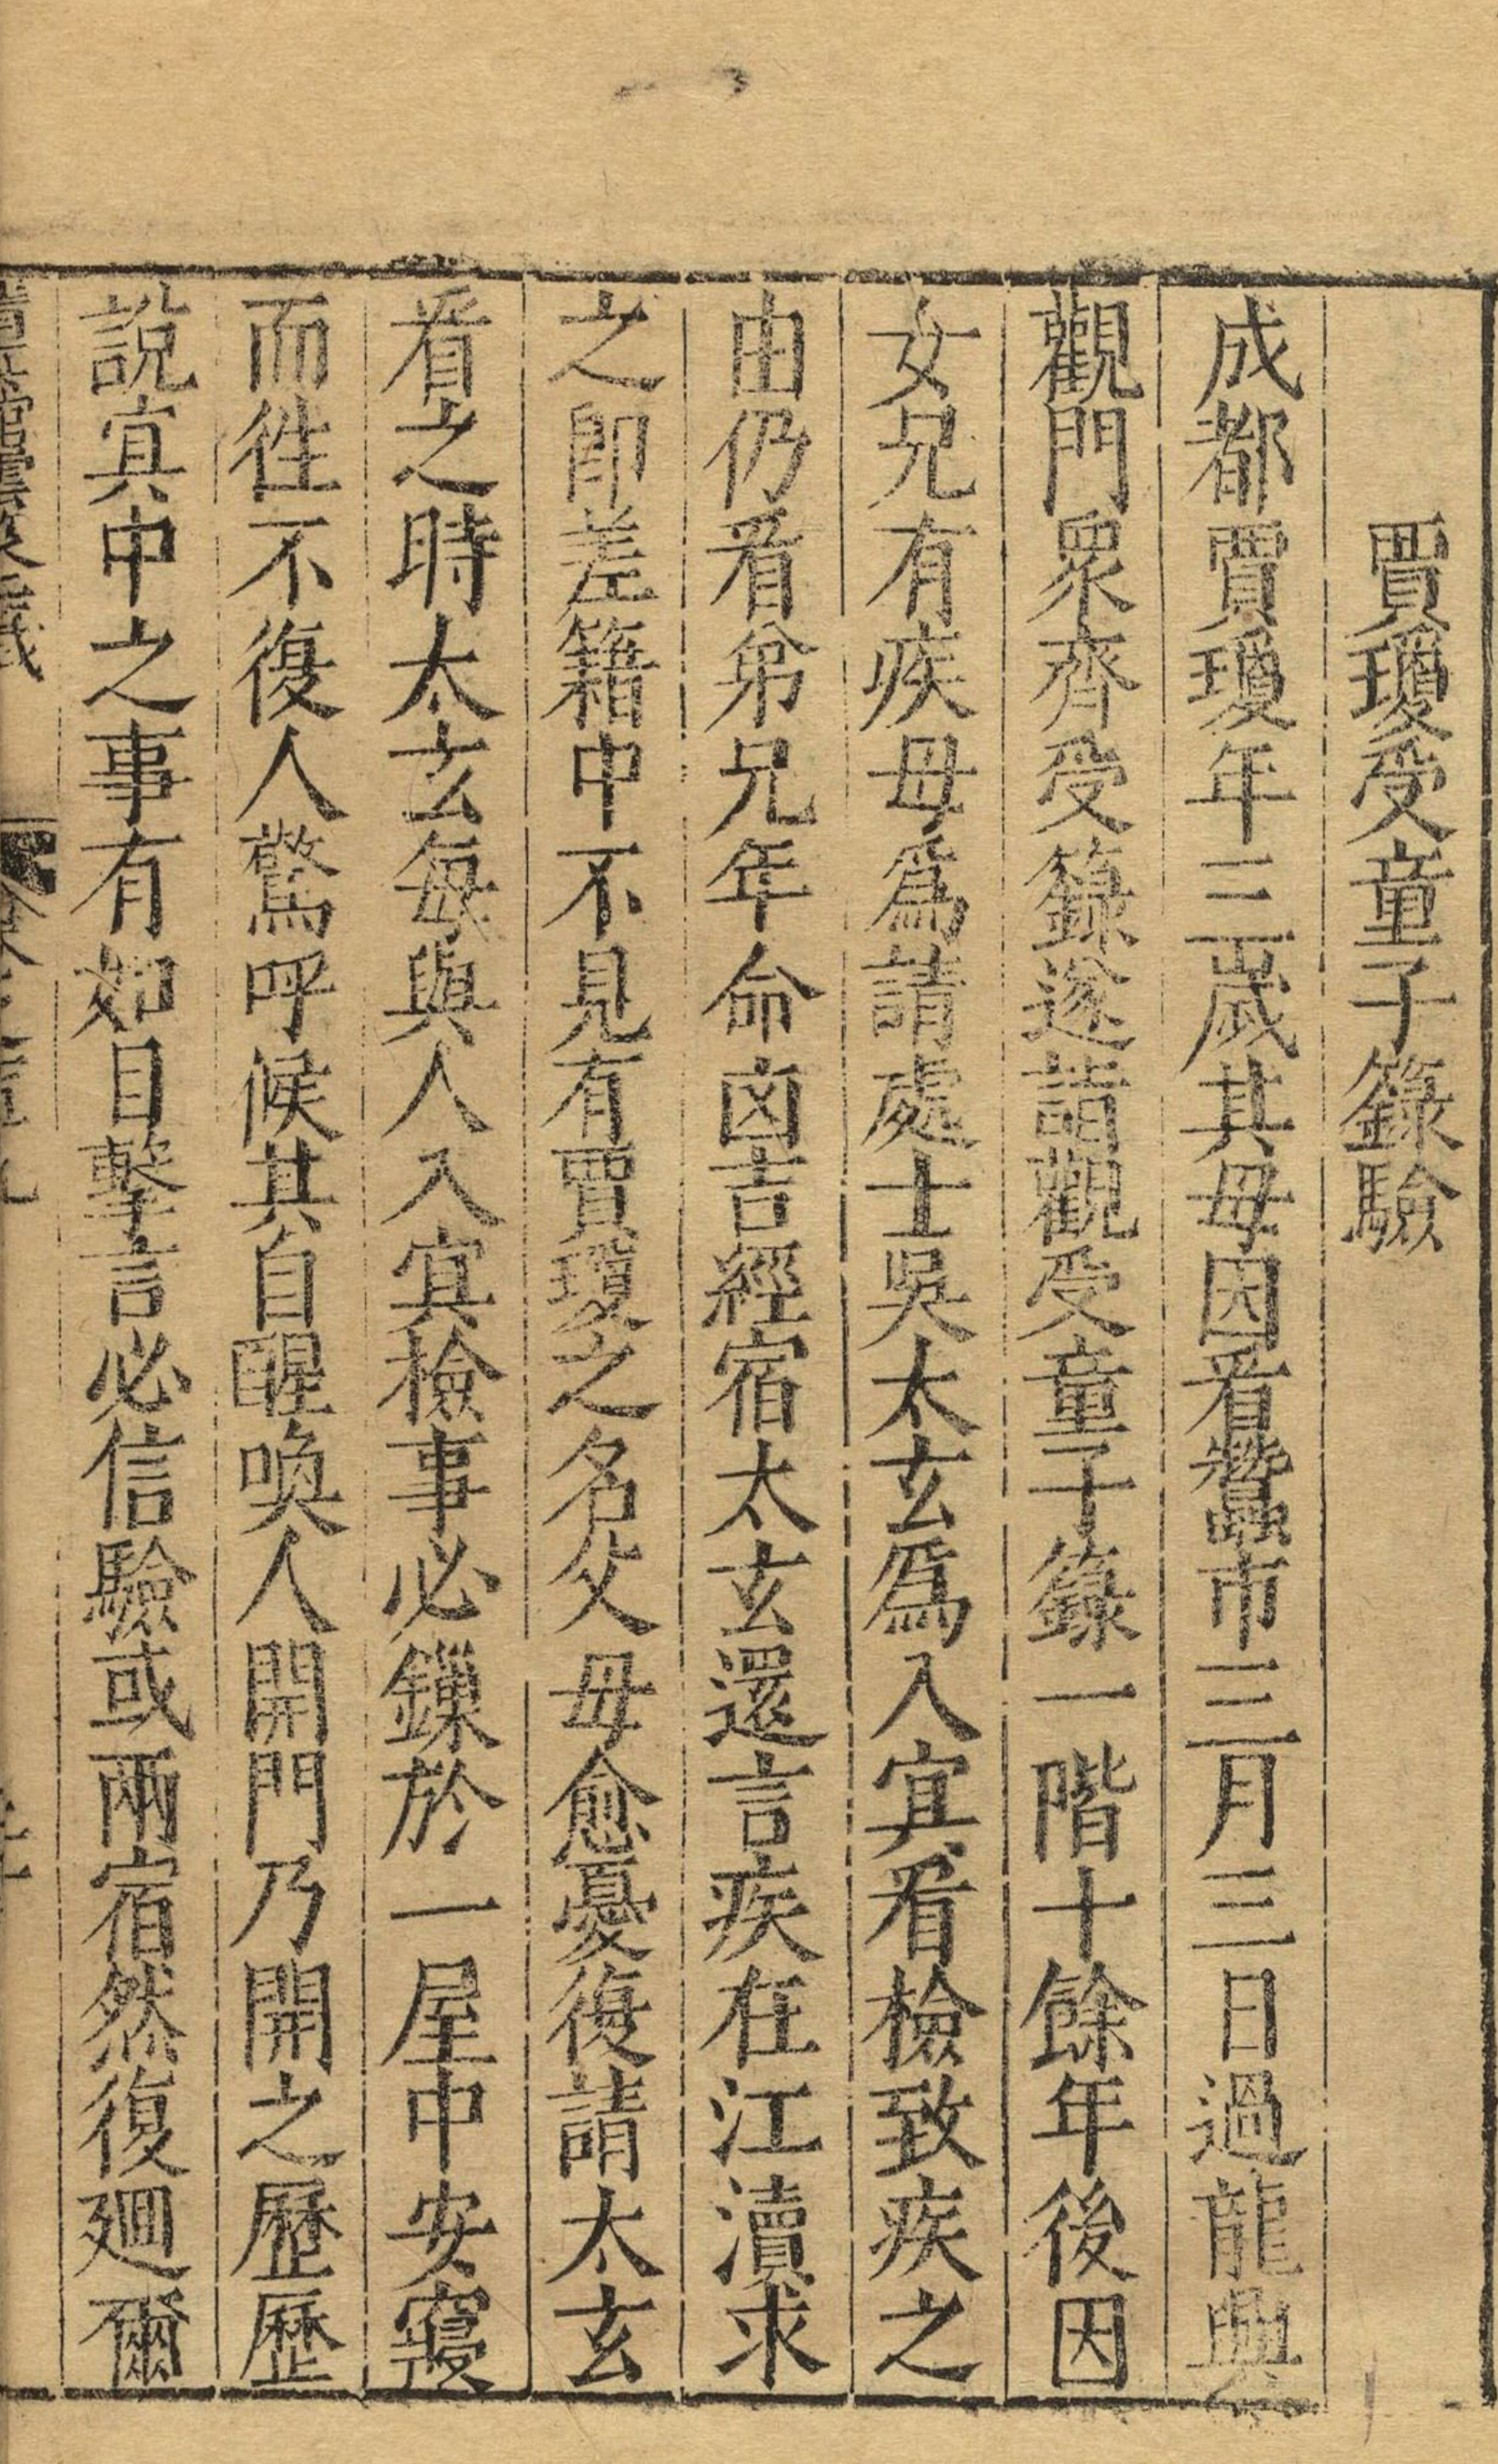 賈瓊受童子籙驗
成都賈瓊年三歲其母因看蠶市三月三日過龍興
觀門衆齊受籙遂詣觀受童子籙一階十餘年後因
女兄有疾母爲請處士吳太玄爲入冥看檢致疾之
由仍看弟兄年命凶吉經宿太玄還言疾在江瀆求
之卽差籍中不見有賈瓊之名父母愈憂復請太玄
看之時太玄每與人入冥檢事必鏁於一屋中安寢
而往不復人驚呼候其自醒喚人開門乃開之歷歷
說冥中之事有如目擊言必信驗或兩宿然復廻爾